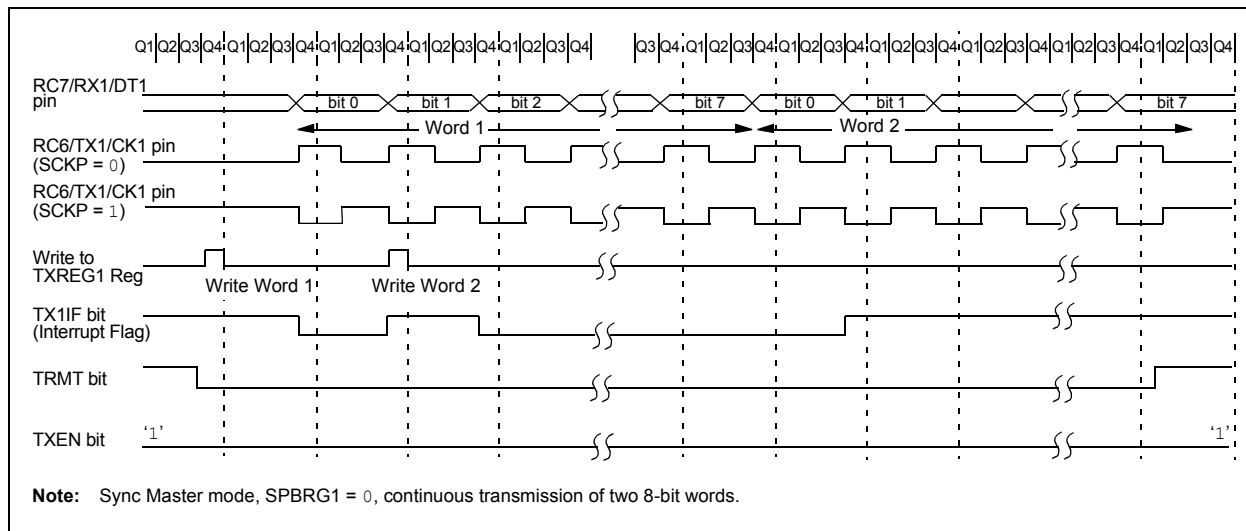 Q1 Q2 Q3 Q4 Q1 Q2 Q3 Q4 Q1 Q2 Q3 Q4 Q1 Q2 Q3 Q4 Q1 Q2 Q3 Q4 Q3 Q4 Q1 Q2 Q3 Q4 Q1 Q2 Q3 Q4 Q1 Q2 Q3 Q4 Q1 Q2 Q3 Q4 Q1 Q2 Q3 Q4 Q1 Q2 Q3 Q4
RC7/RX1/DT1
pin
bit 0 bit 1 bit 2 bit 7 bit 0 bit 1 bit 7
Word 1 Word 2
RC6/TX1/CK1 pin
(SCKP = 0)
RC6/TX1/CK1 pin
(SCKP = 1)
Write to
TXREG1 Reg
Write Word 1 Write Word 2
TX1IF bit
(Interrupt Flag)
TRMT bit
TXEN bit
‘1’ ‘1’
Note: Sync Master mode, SPBRG1 = 0, continuous transmission of two 8-bit words.